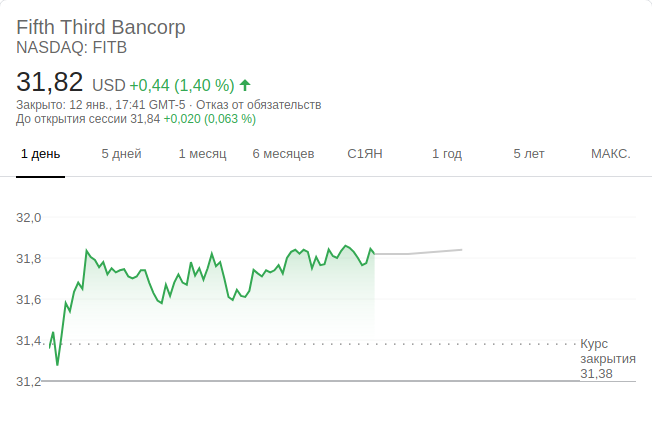 Fifth Third Bancorp
NASDAQ: FITB
31,82 USD +0,44 (1,40 %)
Закрыто: 12 янв., 17:41 GMT-5 · Отказ от обязательств
До открытия сессии 31,84 +0,020 (0,063 %)
1 день 5 дней 1 месяц 6 месяцев С1ЯН 1 год 5 лет МАКС.
32,0
31,8
31,6
31,4
31,2
Курс
закрытия
31,38